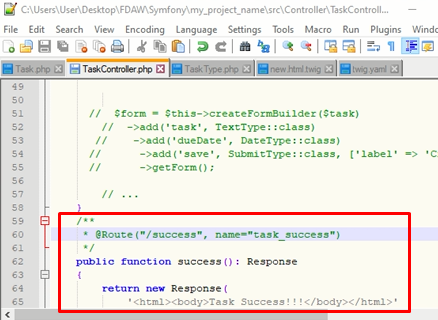 C:\Users\User\Desktop\FDAW\Symfony\my_project_name\src\Controller\TaskControll
File Edit Search View Encoding Language Settings Tools Macro Run Plugins Window
Task.php TaskController.php TaskType.php new.html.twig twig.yaml
49
50
51 // $form = $this->createFormBuilder($task)
52 // ->add('task', TextType::class)
53 // ->add('dueDate', DateType::class)
54 // ->add('save', SubmitType::class, ['label' => 'C
55 // ->getForm();
56
57 // ...
58 }
59 /**
60 * @Route("/success", name="task_success")
61 */
62 public function success(): Response
63 {
64 return new Response(
65 '<html><body>Task Success!!!</body></html>'